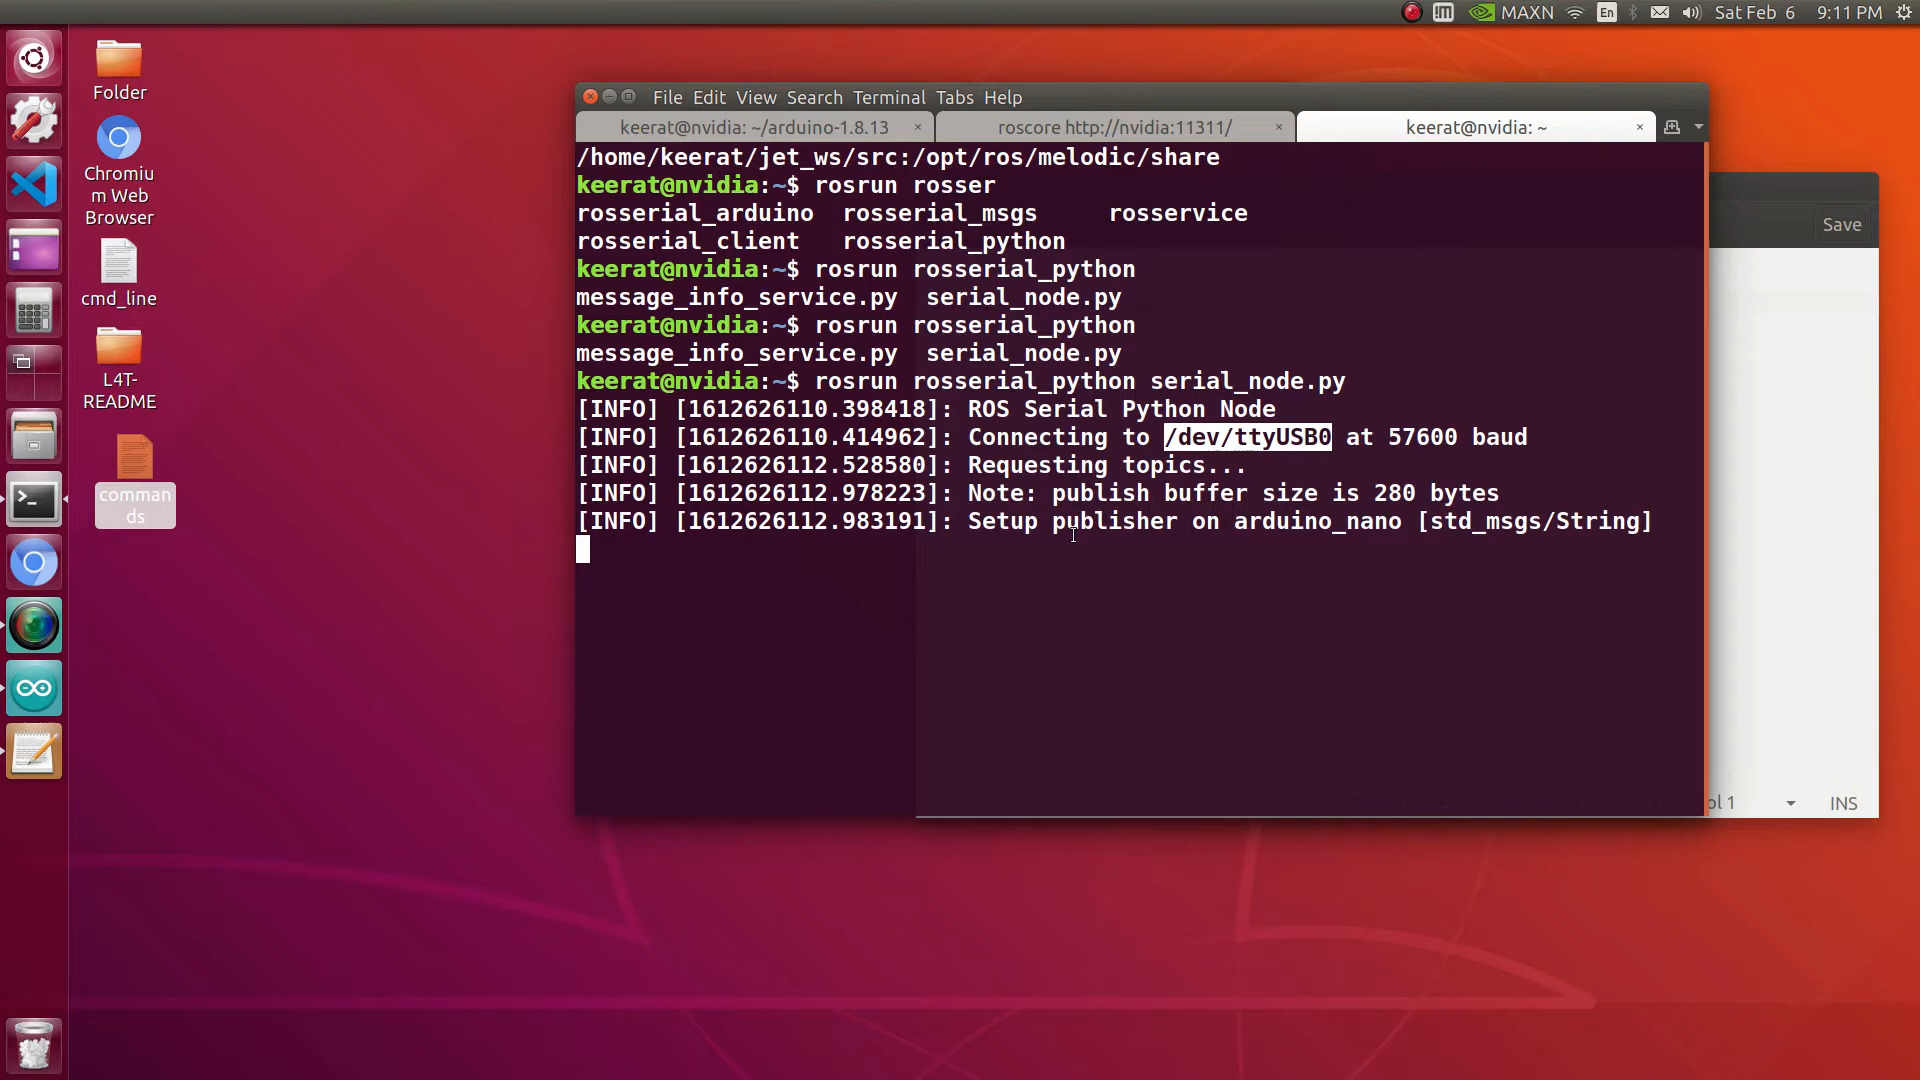 MAXN En Sat Feb 6 9:11 PM
Folder
Chromiu
m Web
Browser
cmd_line
L4T-
README
comman
ds
File Edit View Search Terminal Tabs Help
keerat@nvidia: ~/arduino-1.8.13 × roscore http://nvidia:11311/ × keerat@nvidia: ~ ×
/home/keerat/jet_ws/src:/opt/ros/melodic/share
keerat@nvidia:~$ rosrun rosser
rosserial_arduino rosserial_msgs rosservice
rosserial_client rosserial_python
keerat@nvidia:~$ rosrun rosserial_python
message_info_service.py serial_node.py
keerat@nvidia:~$ rosrun rosserial_python
message_info_service.py serial_node.py
keerat@nvidia:~$ rosrun rosserial_python serial_node.py
[INFO] [1612626110.398418]: ROS Serial Python Node
[INFO] [1612626110.414962]: Connecting to /dev/ttyUSB0 at 57600 baud
[INFO] [1612626112.528580]: Requesting topics...
[INFO] [1612626112.978223]: Note: publish buffer size is 280 bytes
[INFO] [1612626112.983191]: Setup publisher on arduino_nano [std_msgs/String]
Save
ol 1 INS